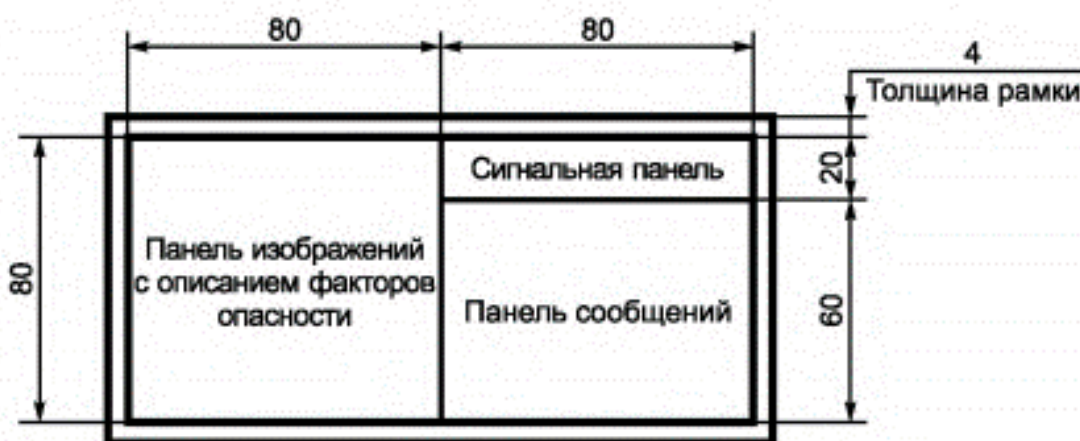 80
80
4
Толщина рамки
Сигнальная панель
20
Панель изображений
с описанием факторов
опасности
80
Панель сообщений
60